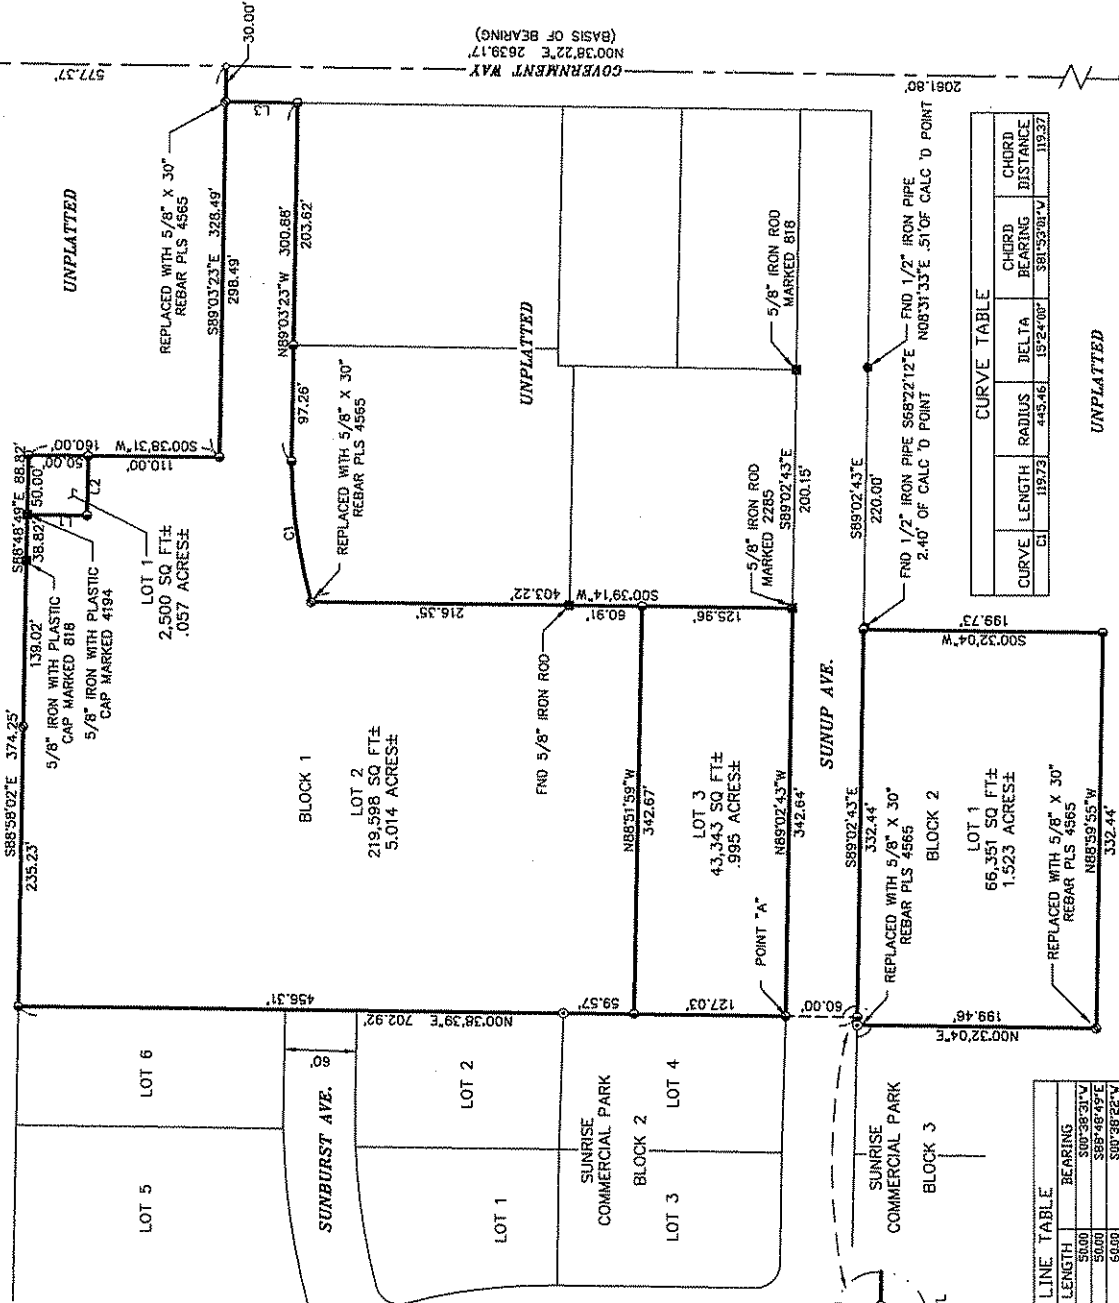 30.00'
577.37'
GOVERNMENT WAY
N00°38'22"E 2639.17'
(BASIS OF BEARING)
2061.80'
UNPLATTED
REPLACED WITH 5/8" X 30"
REBAR PLS 4565
S89°03'23"E 328.49'
298.49'
L3
N89°03'23"W 300.88'
203.62'
97.26'
S88°48'49"E 88.82'
38.82'
50.00'
S00°38'31"W 160.00'
50.00'
110.00'
L1
L2
LOT 1
2,500 SQ FT±
.057 ACRES±
139.02'
5/8" IRON WITH PLASTIC
CAP MARKED 818
5/8" IRON WITH PLASTIC
CAP MARKED 4194
S88°58'02"E 374.25'
235.23'
C1
REPLACED WITH 5/8" X 30"
REBAR PLS 4565
UNPLATTED
BLOCK 1
LOT 2
219,598 SQ FT±
5.014 ACRES±
216.35'
S00°39'14"W 403.22'
60.91'
125.96'
FND 5/8" IRON ROD
5/8" IRON ROD
MARKED 2285
5/8" IRON ROD
MARKED 818
S89°02'43"E
200.15'
N88°51'59"W
342.67'
LOT 3
43,343 SQ FT±
.995 ACRES±
N89°02'43"W
342.64'
POINT "A"
456.31'
N00°38'39"E 702.92'
59.57'
127.03'
60.00'
SUNUP AVE.
S89°02'43"E
220.00'
FND 1/2" IRON PIPE
N08°31'33"E .51'OF CALC 'D POINT
FND 1/2" IRON PIPE S68°22'12"E
2.40' OF CALC 'D POINT
S89°02'43"E
332.44'
REPLACED WITH 5/8" X 30"
REBAR PLS 4565
BLOCK 2
LOT 1
66,351 SQ FT±
1.523 ACRES±
S00°32'04"W
199.73'
N00°32'04"E
199.46'
REPLACED WITH 5/8" X 30"
REBAR PLS 4565
N88°59'55"W
332.44'
UNPLATTED
LOT 6
LOT 5
60'
SUNBURST AVE.
LOT 2
LOT 1
SUNRISE
COMMERCIAL PARK
BLOCK 2
LOT 4
LOT 3
SUNRISE
COMMERCIAL PARK
BLOCK 3
CURVE TABLE
CURVE LENGTH RADIUS DELTA CHORD BEARING CHORD DISTANCE
C1 119.73 445.46 15°24'00" S81°53'01"W 119.37
LINE TABLE
LENGTH BEARING
50.00 S00°38'31"W
50.00 S88°48'49"E
60.00 S00°38'22"W